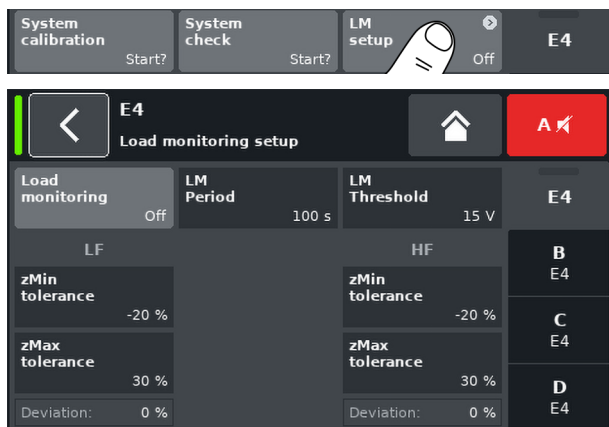 System calibration Start?
System check Start?
LM setup Off
E4
E4
Load monitoring setup
A
Load monitoring Off
LM Period 100 s
LM Threshold 15 V
E4
LF
HF
B
E4
zMin tolerance -20 %
zMin tolerance -20 %
C
E4
zMax tolerance 30 %
zMax tolerance 30 %
D
E4
Deviation: 0 %
Deviation: 0 %